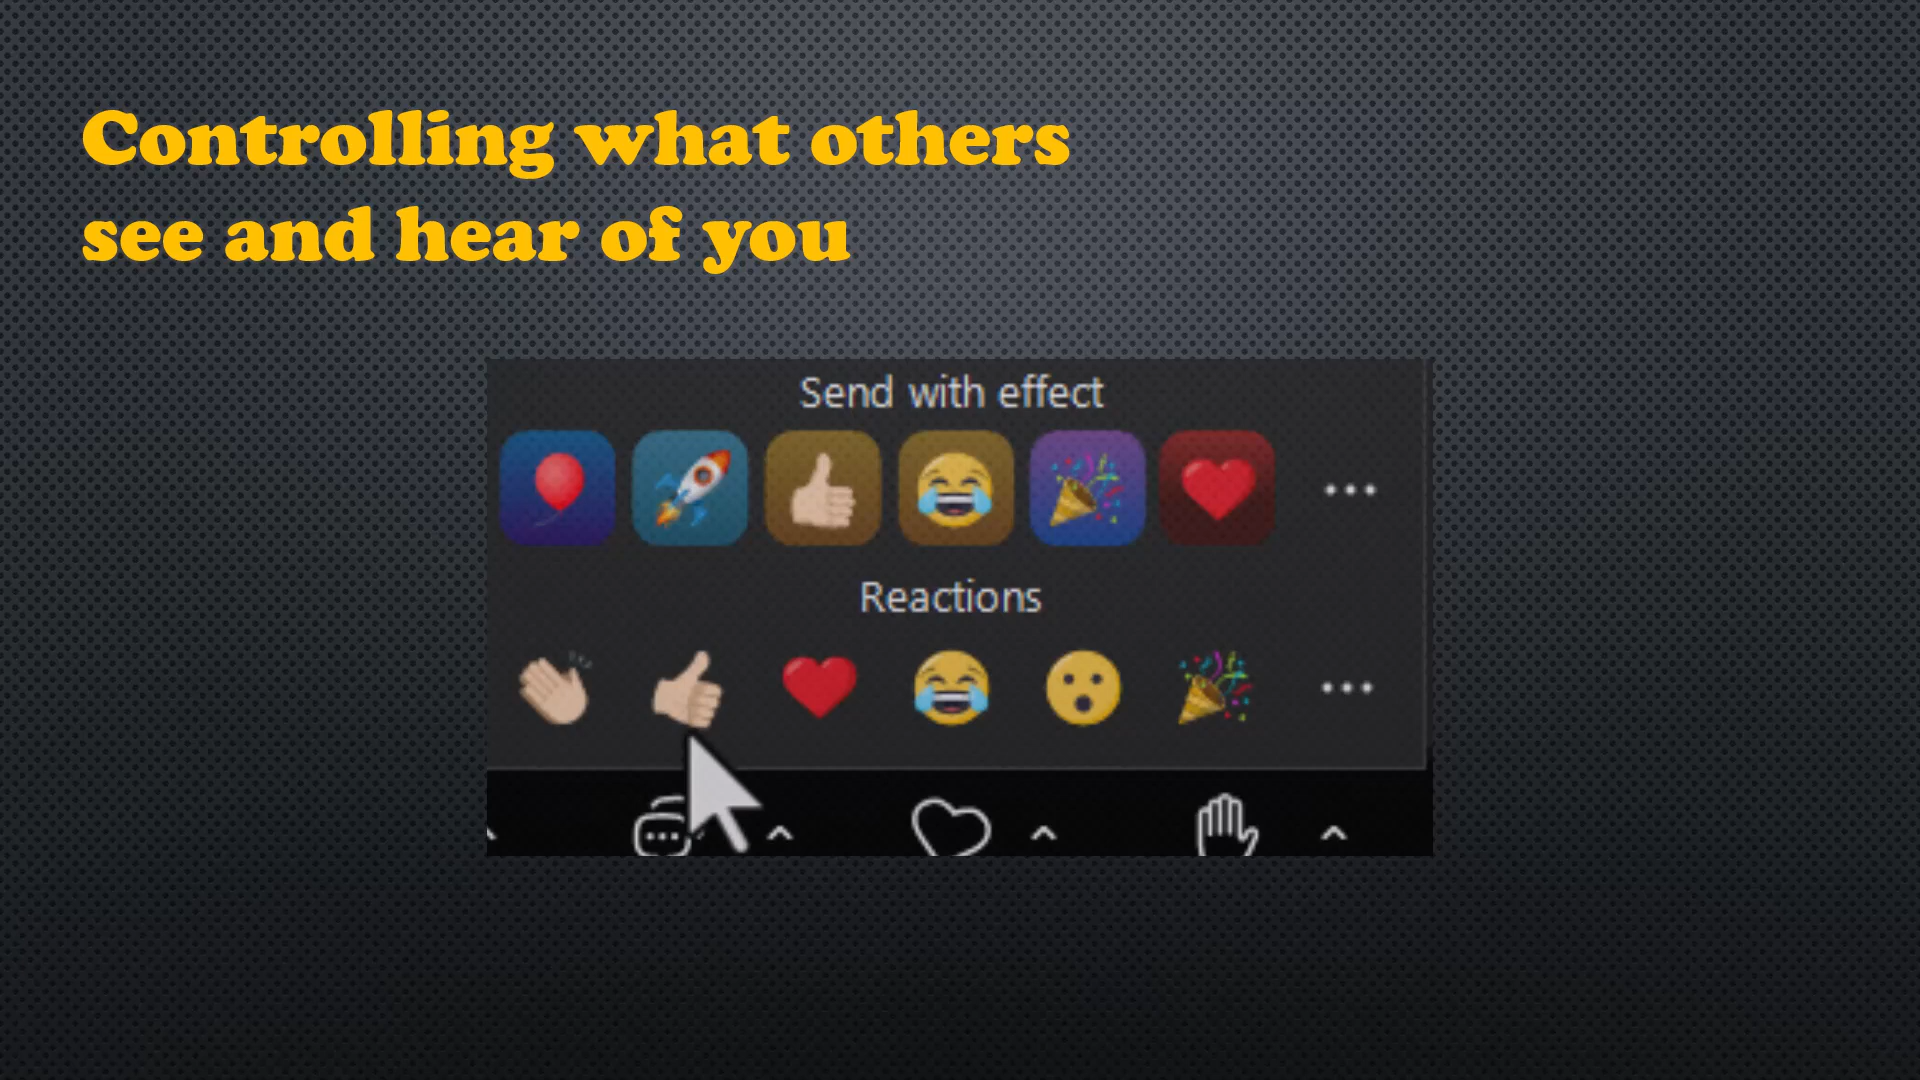 Controlling what others
see and hear of you
Send with effect
Reactions